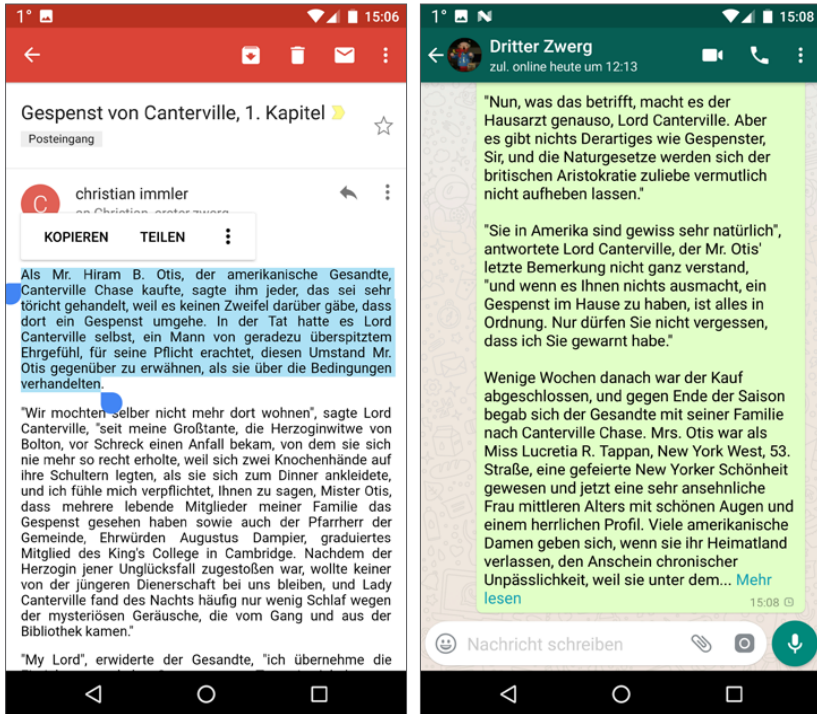 1° 15:06
Gespenst von Canterville, 1. Kapitel
Posteingang
C
christian immler
an Christian, erster zwerg
KOPIEREN TEILEN
Als Mr. Hiram B. Otis, der amerikanische Gesandte,
Canterville Chase kaufte, sagte ihm jeder, das sei sehr
töricht gehandelt, weil es keinen Zweifel darüber gäbe, dass
dort ein Gespenst umgehe. In der Tat hatte es Lord
Canterville selbst, ein Mann von geradezu überspitztem
Ehrgefühl, für seine Pflicht erachtet, diesen Umstand Mr.
Otis gegenüber zu erwähnen, als sie über die Bedingungen
verhandelten.
"Wir mochten selber nicht mehr dort wohnen", sagte Lord
Canterville, "seit meine Großtante, die Herzoginwitwe von
Bolton, vor Schreck einen Anfall bekam, von dem sie sich
nie mehr so recht erholte, weil sich zwei Knochenhände auf
ihre Schultern legten, als sie sich zum Dinner ankleidete,
und ich fühle mich verpflichtet, Ihnen zu sagen, Mister Otis,
dass mehrere lebende Mitglieder meiner Familie das
Gespenst gesehen haben sowie auch der Pfarrherr der
Gemeinde, Ehrwürden Augustus Dampier, graduiertes
Mitglied des King's College in Cambridge. Nachdem der
Herzogin jener Unglücksfall zugestoßen war, wollte keiner
von der jüngeren Dienerschaft bei uns bleiben, und Lady
Canterville fand des Nachts häufig nur wenig Schlaf wegen
der mysteriösen Geräusche, die vom Gang und aus der
Bibliothek kamen."
"My Lord", erwiderte der Gesandte, "ich übernehme die
1° 15:08
Dritter Zwerg
zul. online heute um 12:13
"Nun, was das betrifft, macht es der
Hausarzt genauso, Lord Canterville. Aber
es gibt nichts Derartiges wie Gespenster,
Sir, und die Naturgesetze werden sich der
britischen Aristokratie zuliebe vermutlich
nicht aufheben lassen."
"Sie in Amerika sind gewiss sehr natürlich",
antwortete Lord Canterville, der Mr. Otis'
letzte Bemerkung nicht ganz verstand,
"und wenn es Ihnen nichts ausmacht, ein
Gespenst im Hause zu haben, ist alles in
Ordnung. Nur dürfen Sie nicht vergessen,
dass ich Sie gewarnt habe."
Wenige Wochen danach war der Kauf
abgeschlossen, und gegen Ende der Saison
begab sich der Gesandte mit seiner Familie
nach Canterville Chase. Mrs. Otis war als
Miss Lucretia R. Tappan, New York West, 53.
Straße, eine gefeierte New Yorker Schönheit
gewesen und jetzt eine sehr ansehnliche
Frau mittleren Alters mit schönen Augen und
einem herrlichen Profil. Viele amerikanische
Damen geben sich, wenn sie ihr Heimatland
verlassen, den Anschein chronischer
Unpässlichkeit, weil sie unter dem... Mehr
lesen 15:08
Nachricht schreiben